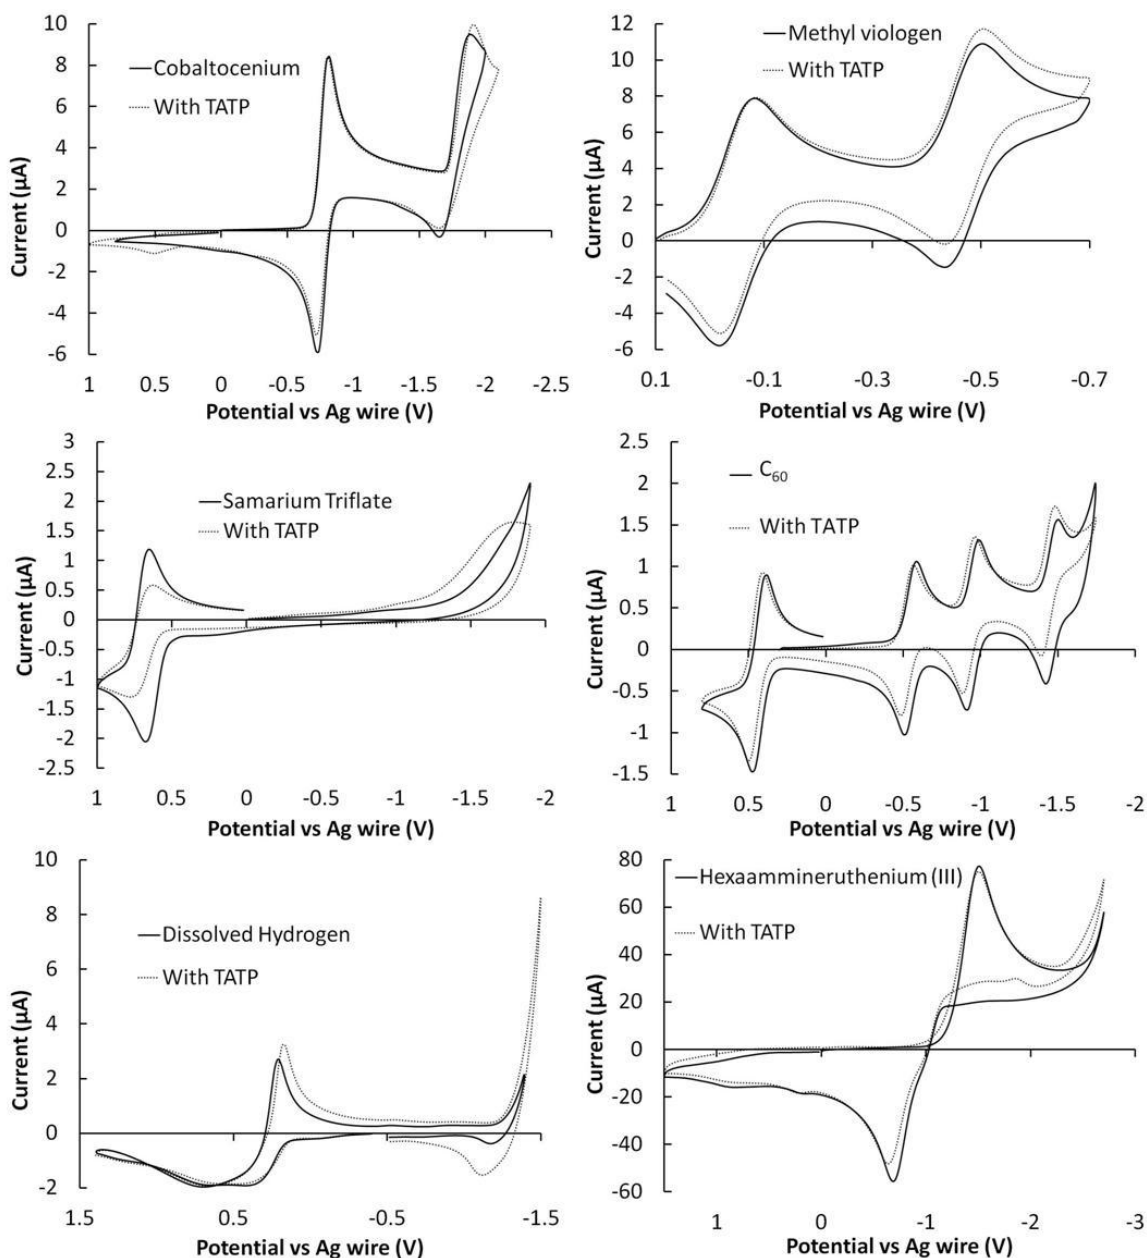 10
8
6
4
2
0
-2
-4
-6
Current (μA)
Cobaltocenium
With TATP
1 0.5 0 -0.5 -1 -1.5 -2 -2.5
Potential vs Ag wire (V)
12
10
8
6
4
2
0
-2
-4
-6
Current (μA)
Methyl viologen
With TATP
0.1 -0.1 -0.3 -0.5 -0.7
Potential vs Ag wire (V)
3
2.5
2
1.5
1
0.5
0
-0.5
-1
-1.5
-2
-2.5
Current (μA)
Samarium Triflate
With TATP
1 0.5 0 -0.5 -1 -1.5 -2
Potential vs Ag wire (V)
2.5
2
1.5
1
0.5
0
-0.5
-1
-1.5
Current (μA)
C₆₀
With TATP
1 0.5 0 -0.5 -1 -1.5 -2
Potential vs Ag wire (V)
10
8
6
4
2
0
-2
Current (μA)
Dissolved Hydrogen
With TATP
1.5 0.5 -0.5 -1.5
Potential vs Ag wire (V)
80
60
40
20
0
-20
-40
-60
Current (μA)
Hexaammineruthenium (III)
With TATP
1 0 -1 -2 -3
Potential vs Ag wire (V)